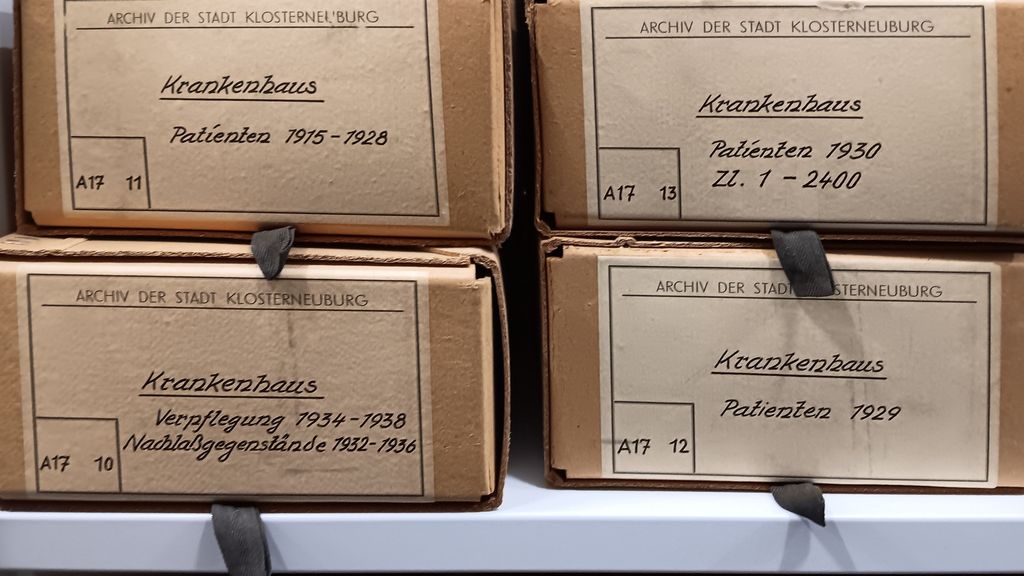 ARCHIV DER STADT KLOSTERNEUBURG
Krankenhaus
Patienten 1915-1928
A17 11
ARCHIV DER STADT KLOSTERNEUBURG
Krankenhaus
Patienten 1930
Zl. 1 - 2400
A17 13
ARCHIV DER STADT KLOSTERNEUBURG
Krankenhaus
Verpflegung 1934-1938
Nachlaßgegenstände 1932-1936
A17 10
ARCHIV DER STADT STERNEUBURG
Krankenhaus
Patienten 1929
A17 12